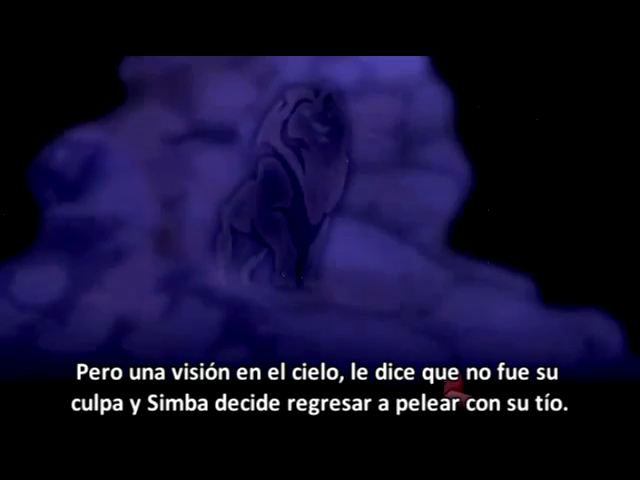 Pero una visión en el cielo, le dice que no fue su
culpa y Simba decide regresar a pelear con su tío.